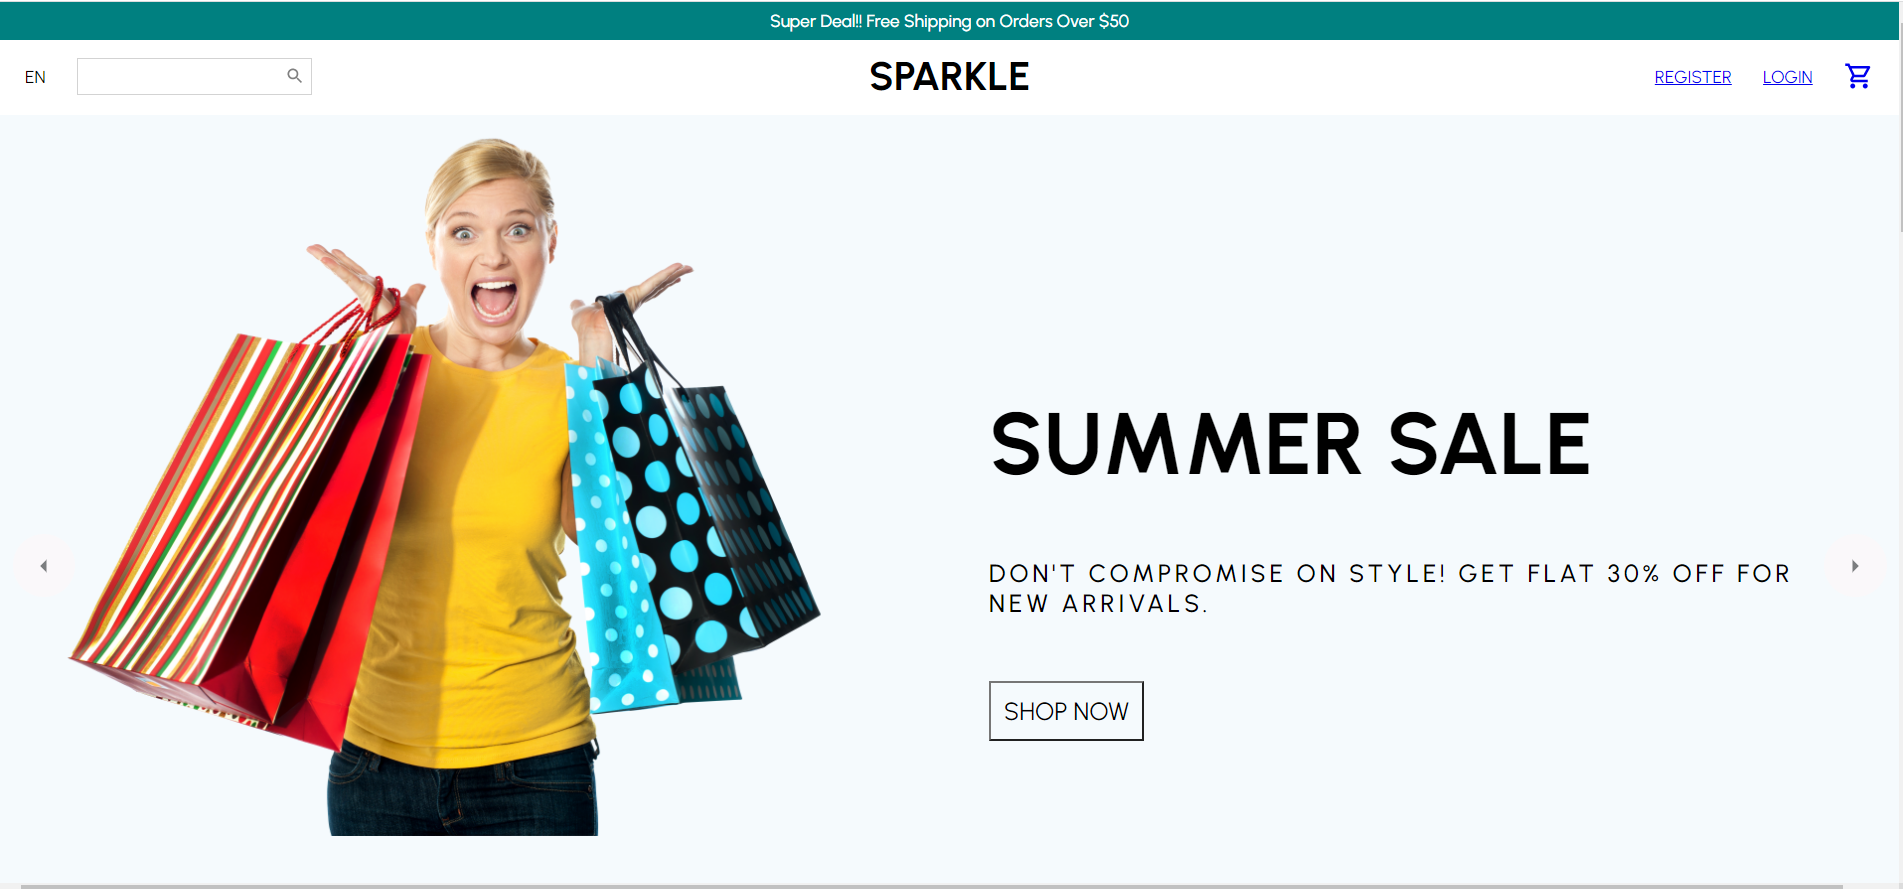 Super Deal!! Free Shipping on Orders Over $50
EN
SPARKLE
REGISTER
LOGIN
SUMMER SALE
DON'T COMPROMISE ON STYLE! GET FLAT 30% OFF FOR
NEW ARRIVALS.
SHOP NOW